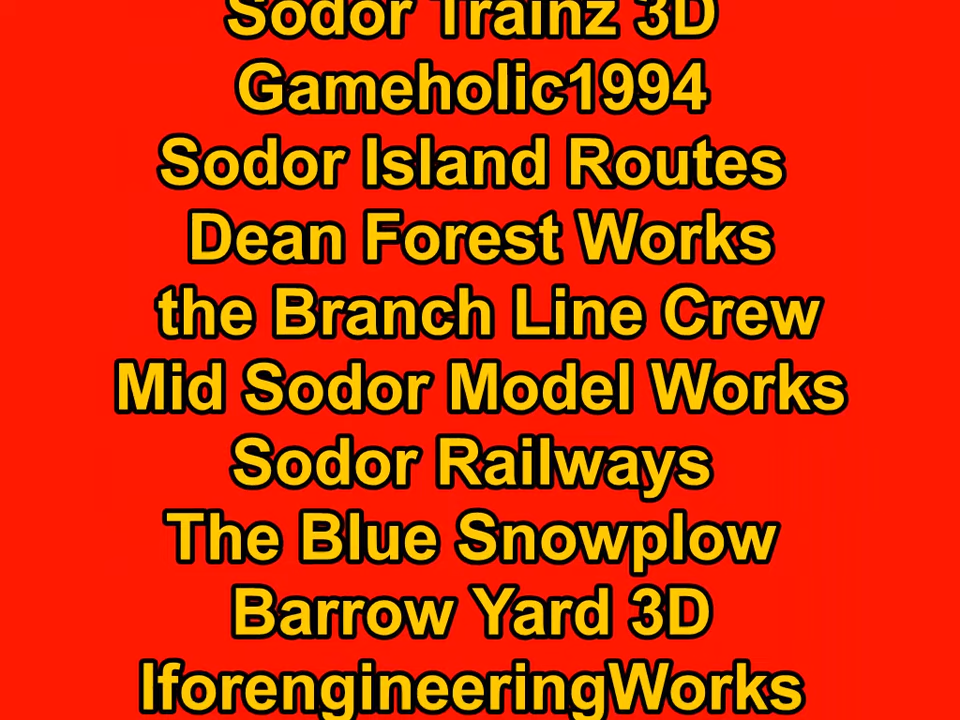 Sodor Trainz 3D
Gameholic1994
Sodor Island Routes
Dean Forest Works
the Branch Line Crew
Mid Sodor Model Works
Sodor Railways
The Blue Snowplow
Barrow Yard 3D
IforengineeringWorks